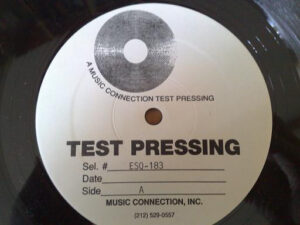 A MUSIC CONNECTION TEST PRESSING
TEST PRESSING
Sel. # ESQ-183
Date
Side A
MUSIC CONNECTION, INC.
(212) 529-0557